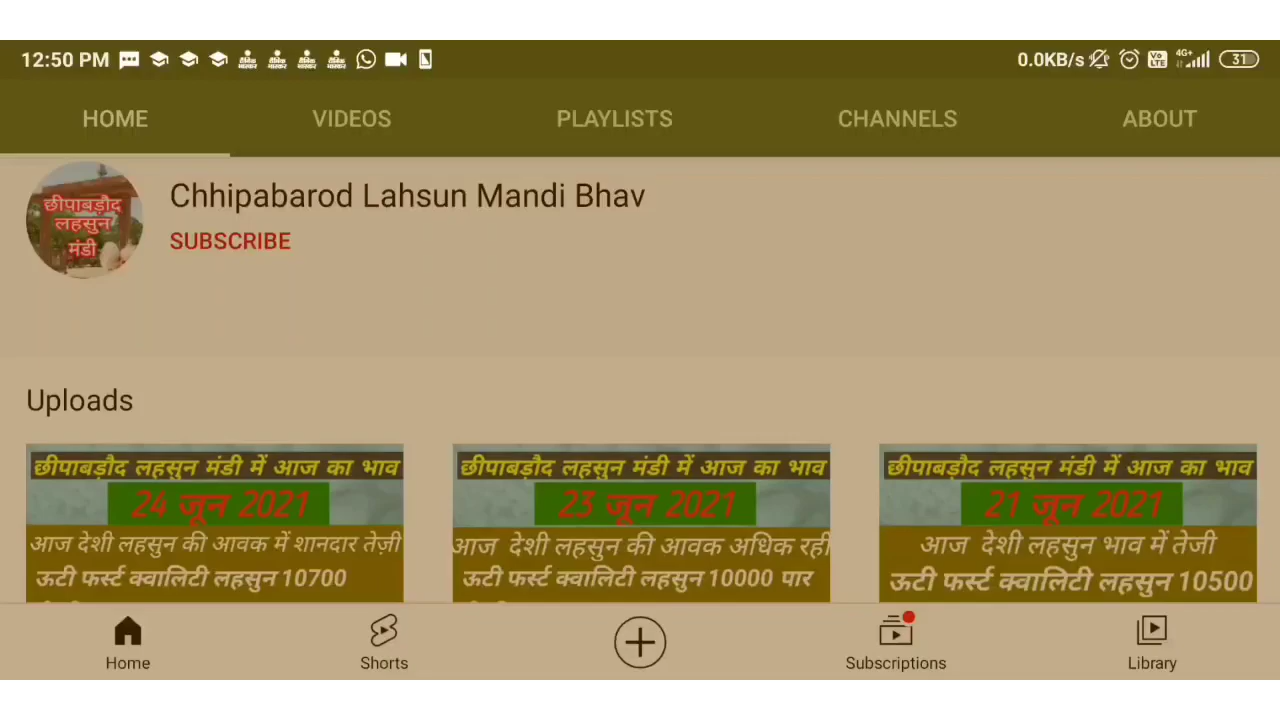 12:50 PM
0.0KB/s 4G+ 31
HOME VIDEOS PLAYLISTS CHANNELS ABOUT
छीपाबड़ौद
लहसुन
मंडी
Chhipabarod Lahsun Mandi Bhav
SUBSCRIBE
Uploads
छीपाबड़ौद लहसुन मंडी में आज का भाव
24 जून 2021
आज देशी लहसुन की आवक में शानदार तेज़ी
ऊटी फर्स्ट क्वालिटी लहसुन 10700
छीपाबड़ौद लहसुन मंडी में आज का भाव
23 जून 2021
आज देशी लहसुन की आवक अधिक रही
ऊटी फर्स्ट क्वालिटी लहसुन 10000 पार
छीपाबड़ौद लहसुन मंडी में आज का भाव
21 जून 2021
आज देशी लहसुन भाव में तेजी
ऊटी फर्स्ट क्वालिटी लहसुन 10500
Home Shorts Subscriptions Library